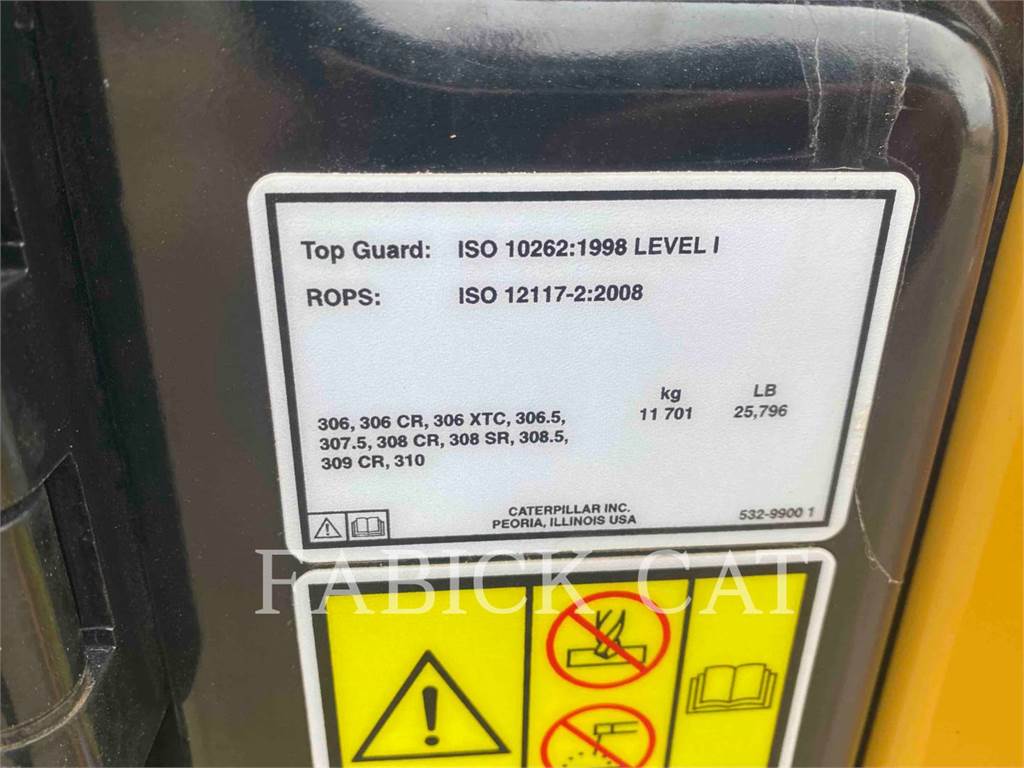 Top Guard: ISO 10262:1998 LEVEL I
ROPS: ISO 12117-2:2008
kg LB
306, 306 CR, 306 XTC, 306.5, 11 701 25,796
307.5, 308 CR, 308 SR, 308.5,
309 CR, 310
CATERPILLAR INC.
PEORIA, ILLINOIS USA 532-9900 1
FABICK CAT